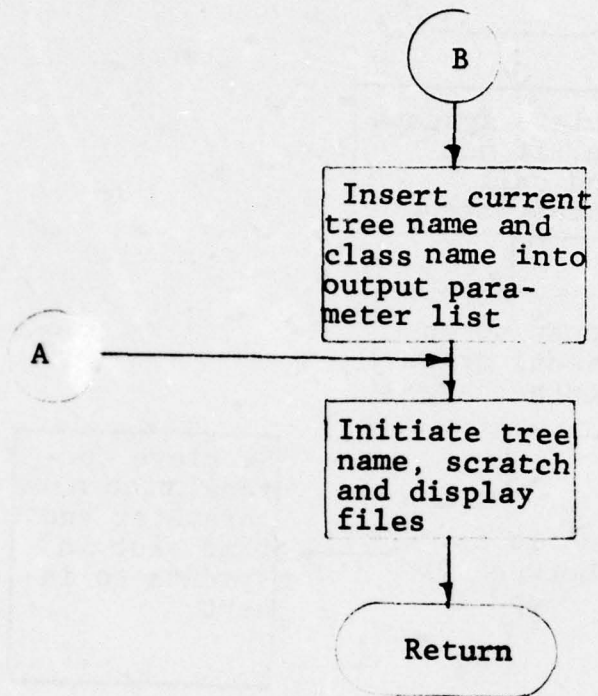 B
Insert current
tree name and
class name into
output para-
meter list
A
Initiate tree
name, scratch
and display
files
Return